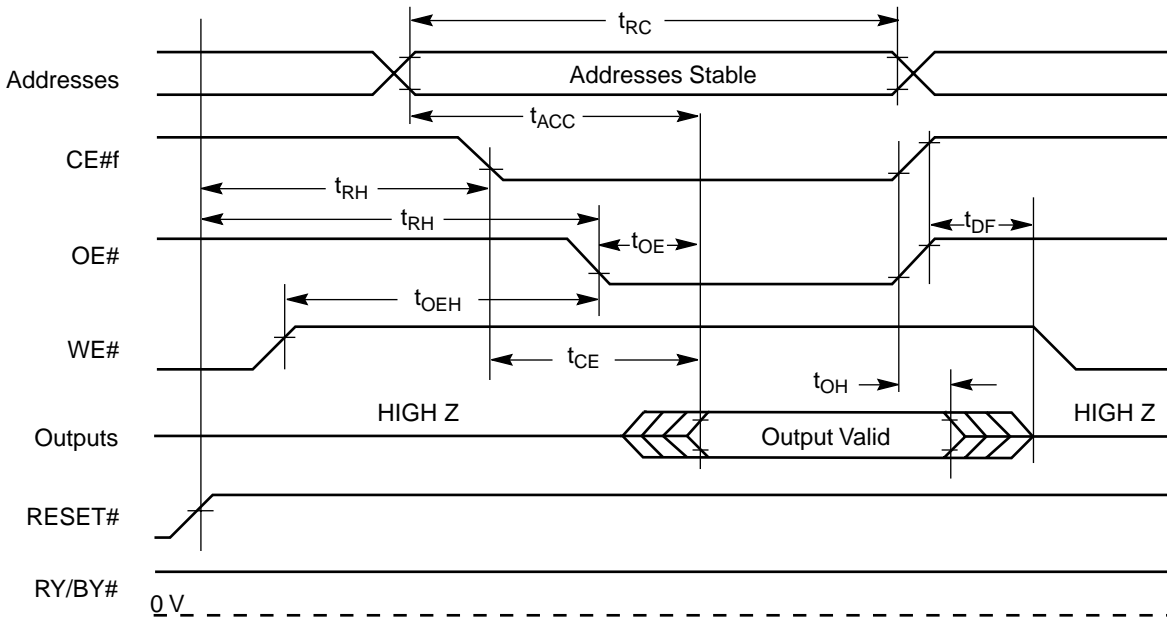 tRC
Addresses
Addresses Stable
tACC
CE#f
tRH
tRH
tDF
OE#
tOE
tOEH
WE#
tCE
tOH
HIGH Z
HIGH Z
Outputs
Output Valid
RESET#
RY/BY#
0 V